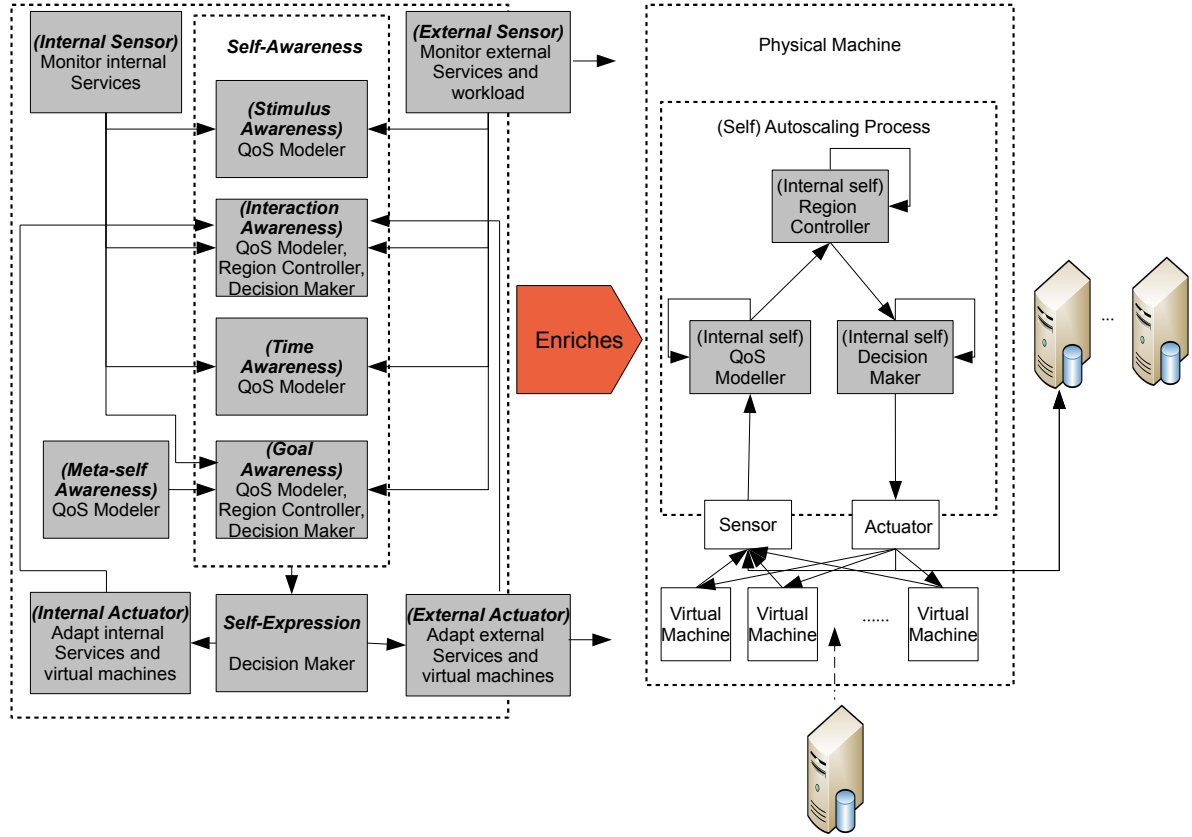 (Internal Sensor)
Monitor internal
Services
Self-Awareness
(External Sensor)
Monitor external
Services and
workload
(Stimulus
Awareness)
QoS Modeler
(Interaction
Awareness)
QoS Modeler,
Region Controller,
Decision Maker
(Time
Awareness)
QoS Modeler
(Goal
Awareness)
QoS Modeler,
Region Controller,
Decision Maker
(Meta-self
Awareness)
QoS Modeler
(Internal Actuator)
Adapt internal
Services and
virtual machines
Self-Expression
Decision Maker
(External Actuator)
Adapt external
Services and
virtual machines
Enriches
Physical Machine
(Self) Autoscaling Process
(Internal self)
Region
Controller
(Internal self)
QoS
Modeller
(Internal self)
Decision
Maker
Sensor
Actuator
Virtual
Machine
Virtual
Machine
......
Virtual
Machine
...